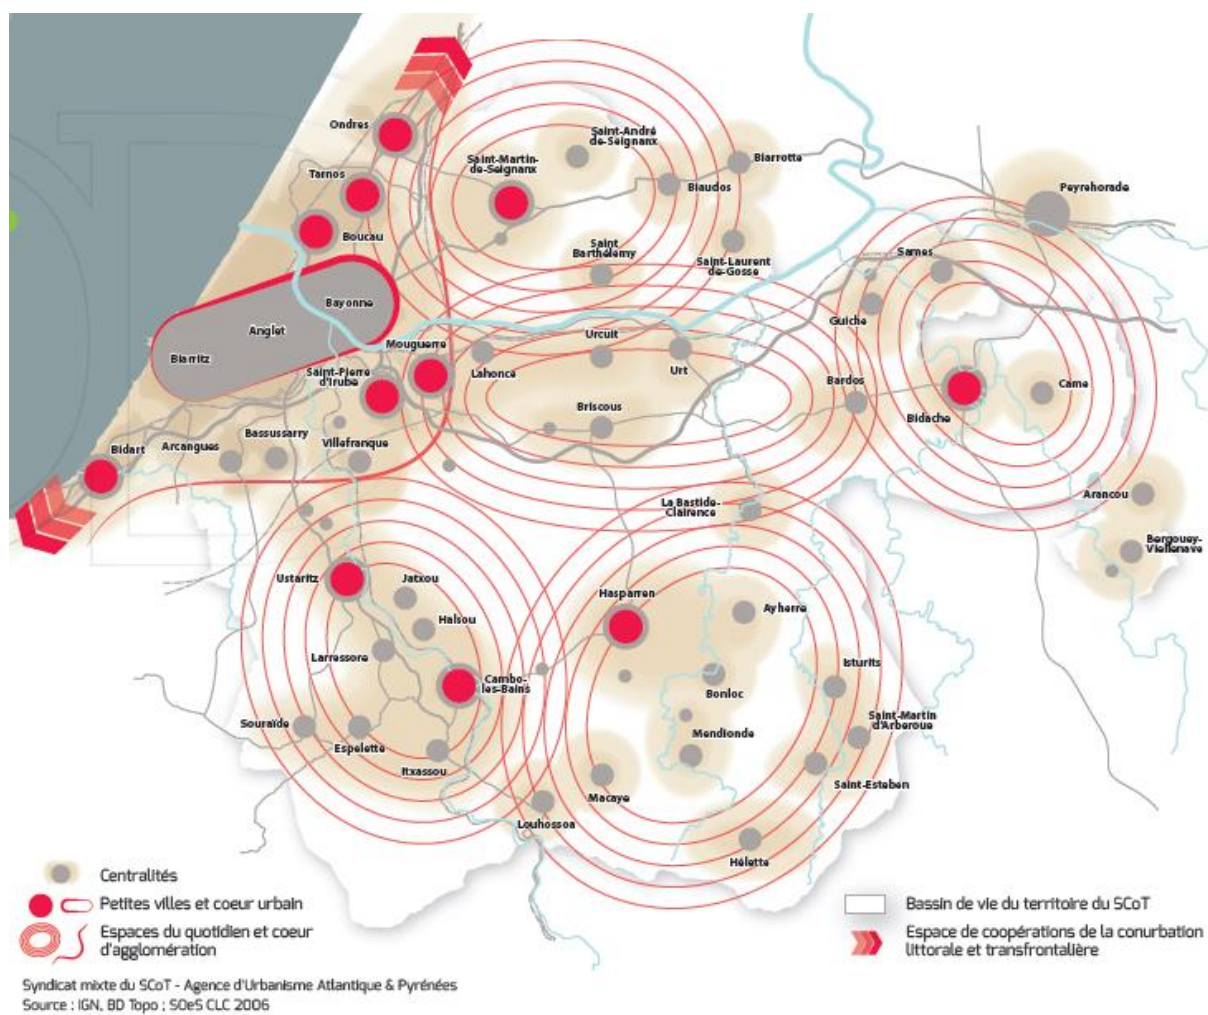 Ondres
Saint-André
de-Seignanx
Saint-Martin-
de-Seignanx
Biarrotte
Tarnos
Biaudos
Peyrehorade
Boucau
Saint
Barthélemy
Saint-Laurent
de-Gosse
Sames
Bayonne
Guiche
Anglet
Urcuit
Mouguerre
Biarritz
Saint-Pierre
d'Irube
Lahonce
Urt
Bardos
Came
Briscous
Bidache
Bidart
Arcangues
Bassussarry
Villefranque
La Bastide-
Clairence
Arancou
Bergouey-
Viellenave
Ustaritz
Jatxou
Hasparren
Ayherre
Halsou
Larressore
Isturits
Cambo-
les-Bains
Bonloc
Souraïde
Saint-Martin
d'Arberoue
Espelette
Mendionde
Itxassou
Saint-Esteben
Macaye
Louhossoa
Hélette
Centralités
Petites villes et coeur urbain
Espaces du quotidien et coeur
d'agglomération
Bassin de vie du territoire du SCoT
Espace de coopérations de la conurbation
littorale et transfrontalière
Syndicat mixte du SCoT - Agence d'Urbanisme Atlantique & Pyrénées
Source : IGN, BD Topo ; SOeS CLC 2006